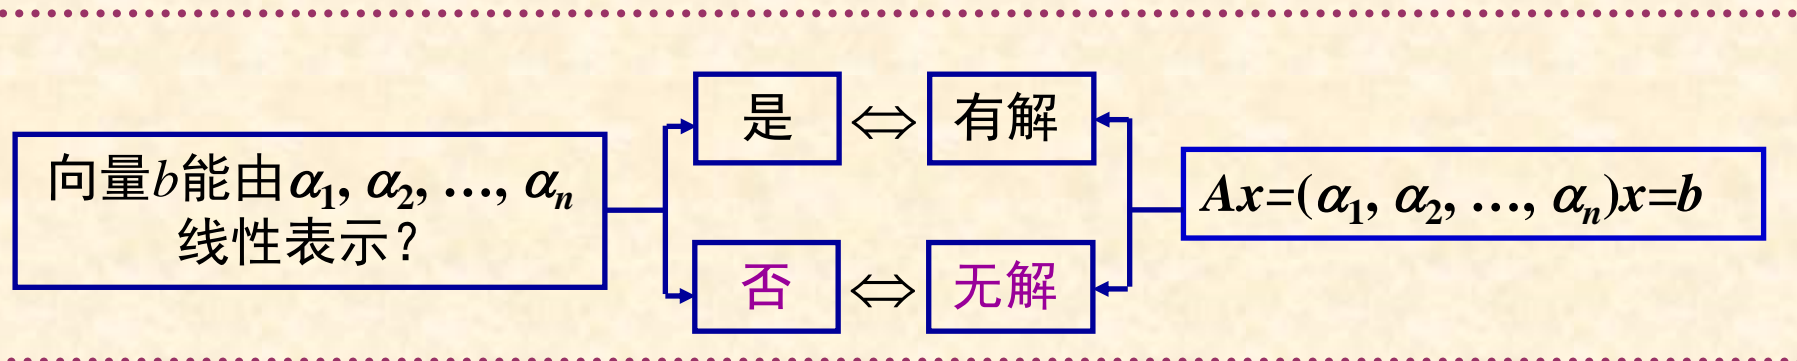 向量b能由α₁, α₂, …, αₙ
线性表示？
是 ⇔ 有解
否 ⇔ 无解
Ax=(α₁, α₂, …, αₙ)x=b